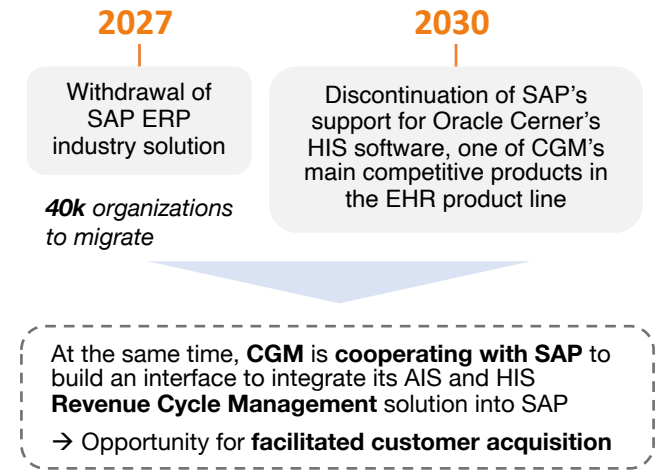 2027
Withdrawal of
SAP ERP
industry solution
40k organizations
to migrate
2030
Discontinuation of SAP's
support for Oracle Cerner's
HIS software, one of CGM's
main competitive products in
the EHR product line
At the same time, CGM is cooperating with SAP to
build an interface to integrate its AIS and HIS
Revenue Cycle Management solution into SAP
→ Opportunity for facilitated customer acquisition